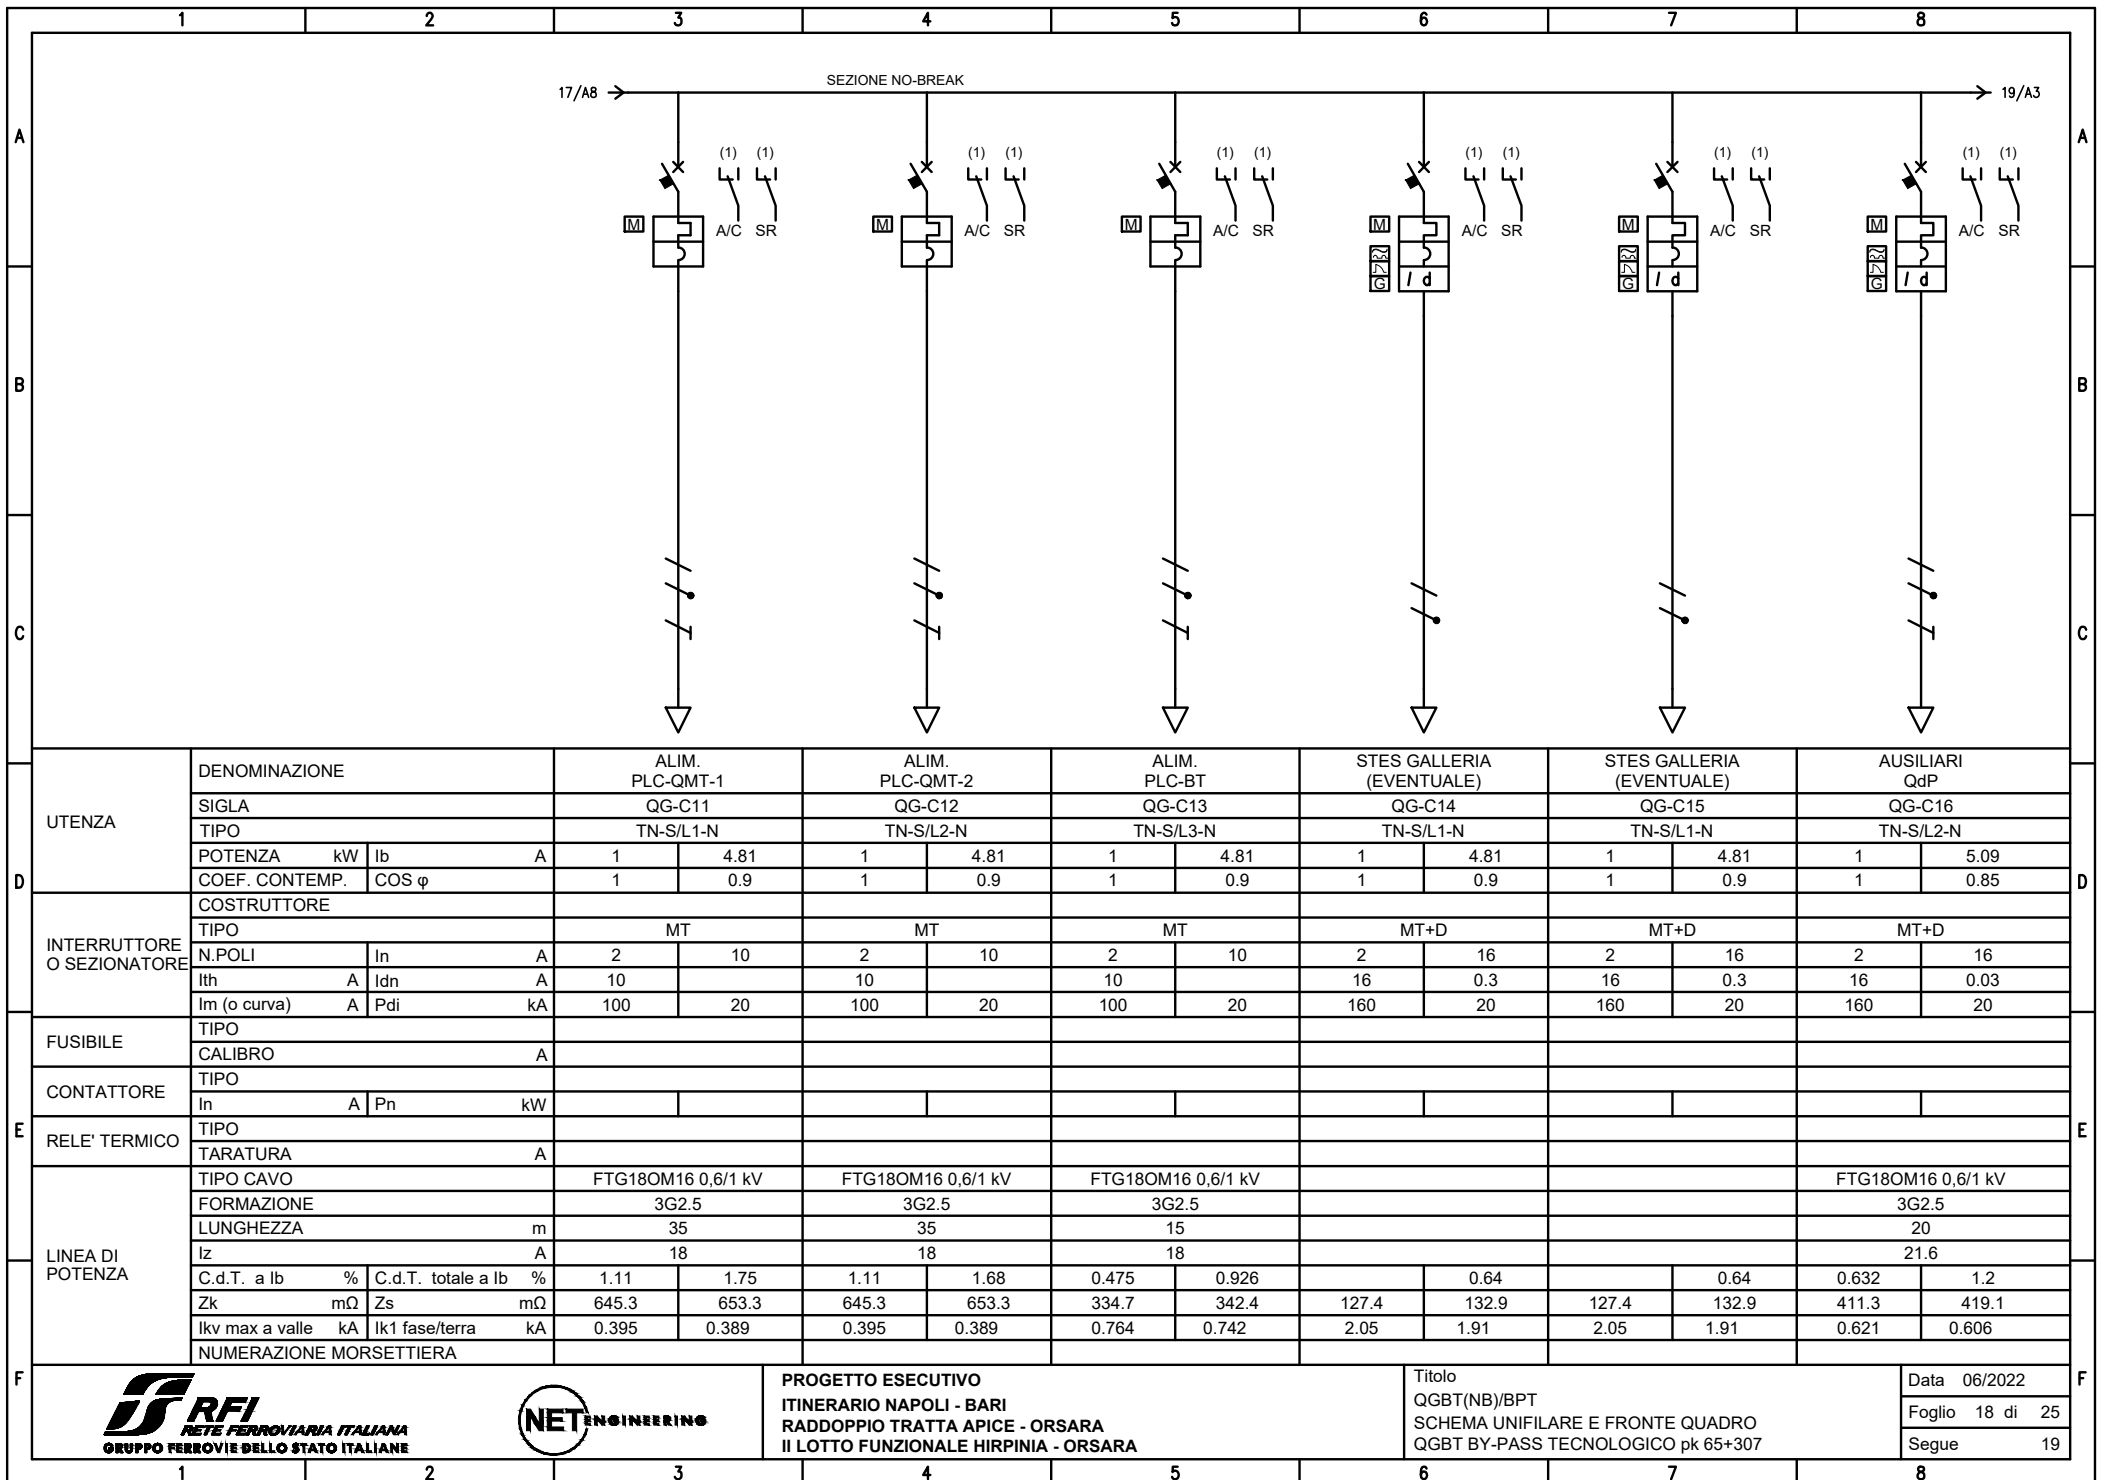 1 2 3 4 5 6 7 8
SEZIONE NO-BREAK
17/A8 19/A3
A A
(1) (1) (1) (1) (1) (1) (1) (1) (1) (1) (1) (1)
M A/C SR M A/C SR M A/C SR M A/C SR M A/C SR M A/C SR
G I d G I d G I d
B B
C C
UTENZA
DENOMINAZIONE ALIM. PLC-QMT-1 ALIM. PLC-QMT-2 ALIM. PLC-BT STES GALLERIA (EVENTUALE) STES GALLERIA (EVENTUALE) AUSILIARI QdP
SIGLA QG-C11 QG-C12 QG-C13 QG-C14 QG-C15 QG-C16
TIPO TN-S/L1-N TN-S/L2-N TN-S/L3-N TN-S/L1-N TN-S/L1-N TN-S/L2-N
POTENZA kW Ib A 1 4.81 1 4.81 1 4.81 1 4.81 1 4.81 1 5.09
D COEF. CONTEMP. COS φ 1 0.9 1 0.9 1 0.9 1 0.9 1 0.9 1 0.85 D
INTERRUTTORE O SEZIONATORE
COSTRUTTORE
TIPO MT MT MT MT+D MT+D MT+D
N.POLI In A 2 10 2 10 2 10 2 16 2 16 2 16
Ith A Idn A 10 10 10 16 0.3 16 0.3 16 0.03
Im (o curva) A Pdi kA 100 20 100 20 100 20 160 20 160 20 160 20
FUSIBILE
TIPO
CALIBRO A
CONTATTORE
TIPO
In A Pn kW
E RELE' TERMICO E
TIPO
TARATURA A
LINEA DI POTENZA
TIPO CAVO FTG18OM16 0,6/1 kV FTG18OM16 0,6/1 kV FTG18OM16 0,6/1 kV FTG18OM16 0,6/1 kV
FORMAZIONE 3G2.5 3G2.5 3G2.5 3G2.5
LUNGHEZZA m 35 35 15 20
Iz A 18 18 18 21.6
C.d.T. a Ib % C.d.T. totale a Ib % 1.11 1.75 1.11 1.68 0.475 0.926 0.64 0.64 0.632 1.2
Zk mΩ Zs mΩ 645.3 653.3 645.3 653.3 334.7 342.4 127.4 132.9 127.4 132.9 411.3 419.1
Ikv max a valle kA Ik1 fase/terra kA 0.395 0.389 0.395 0.389 0.764 0.742 2.05 1.91 2.05 1.91 0.621 0.606
NUMERAZIONE MORSETTIERA
F F
RFI
RETE FERROVIARIA ITALIANA
GRUPPO FERROVIE DELLO STATO ITALIANE
NET ENGINEERING
PROGETTO ESECUTIVO
ITINERARIO NAPOLI - BARI
RADDOPPIO TRATTA APICE - ORSARA
II LOTTO FUNZIONALE HIRPINIA - ORSARA
Titolo
QGBT(NB)/BPT
SCHEMA UNIFILARE E FRONTE QUADRO
QGBT BY-PASS TECNOLOGICO pk 65+307
Data 06/2022
Foglio 18 di 25
Segue 19
1 2 3 4 5 6 7 8